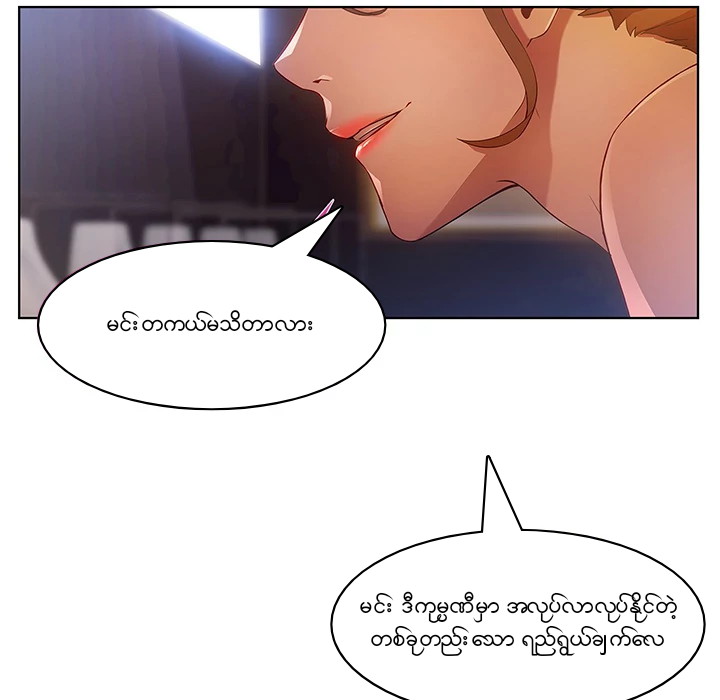 မင်း တကယ်မသိတာလား
မင်း ဒီကုမ္ပဏီမှာ အလုပ်လာလုပ်နိုင်တဲ့
တစ်ခုတည်းသော ရည်ရွယ်ချက်လေ